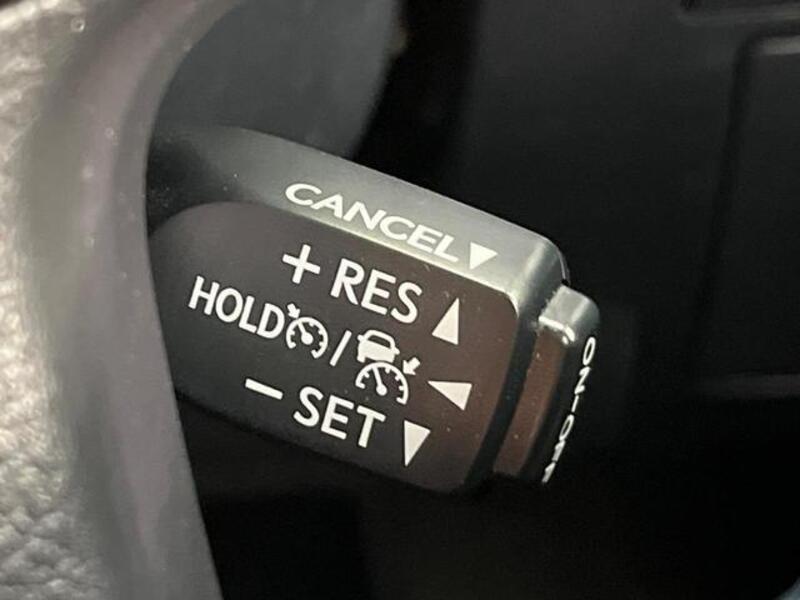 CANCEL
+ RES
HOLD /
- SET
ON-OFF